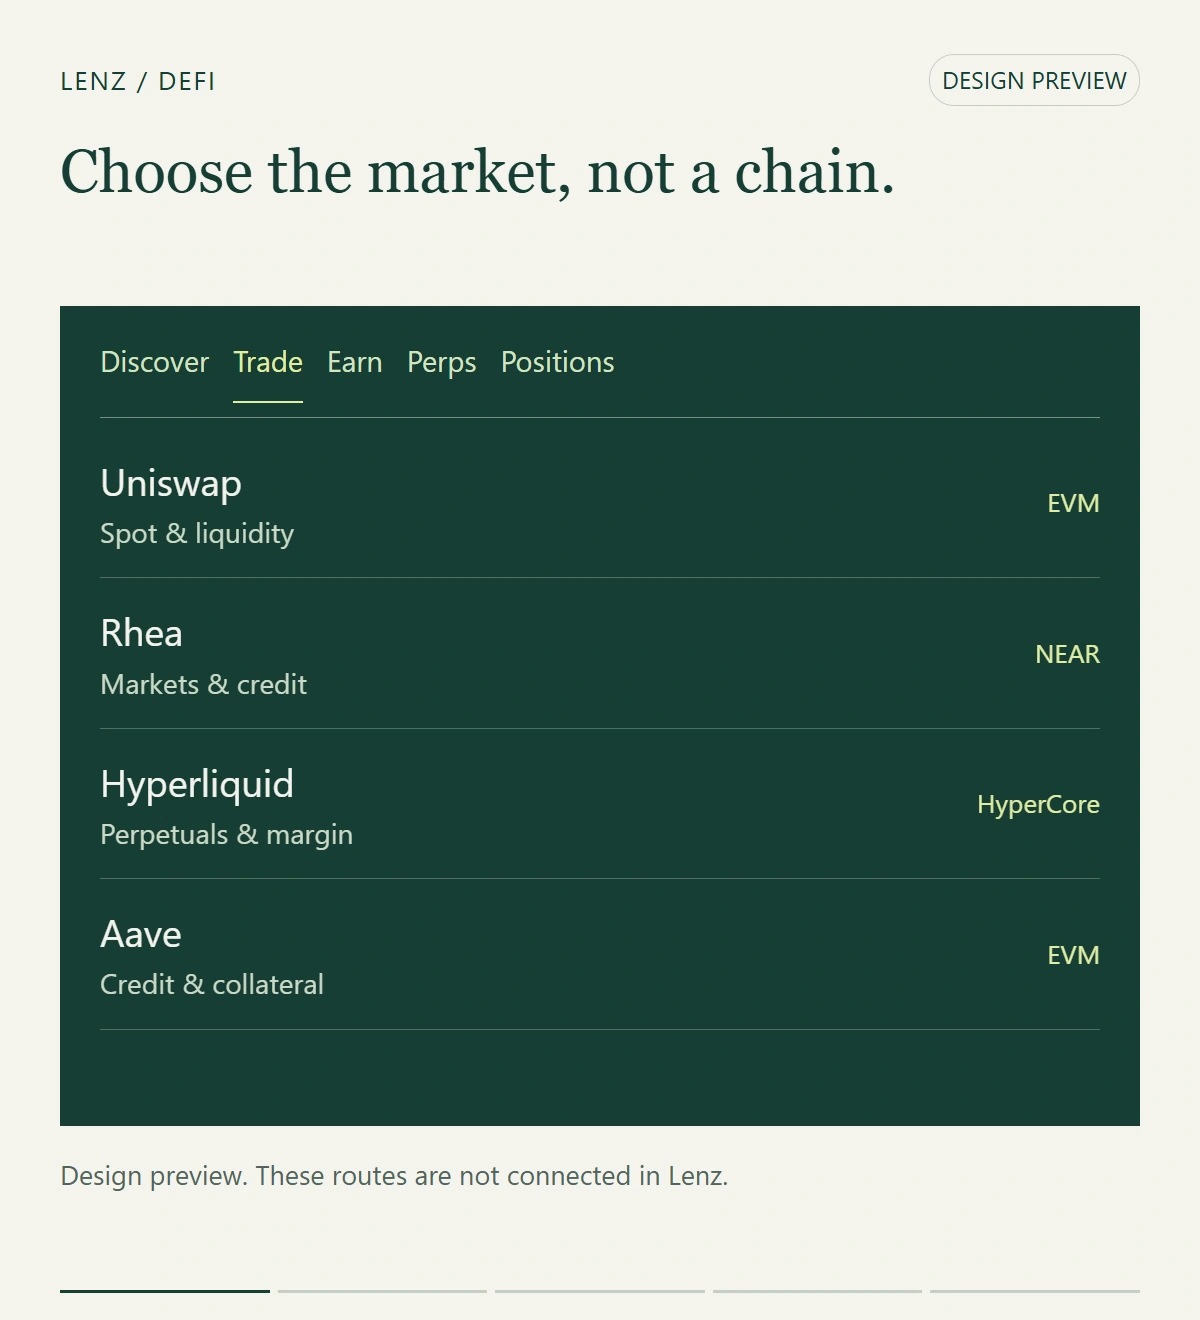 LENZ / DEFI
DESIGN PREVIEW
Choose the market, not a chain.
Discover Trade Earn Perps Positions
Uniswap
Spot & liquidity
EVM
Rhea
Markets & credit
NEAR
Hyperliquid
Perpetuals & margin
HyperCore
Aave
Credit & collateral
EVM
Design preview. These routes are not connected in Lenz.